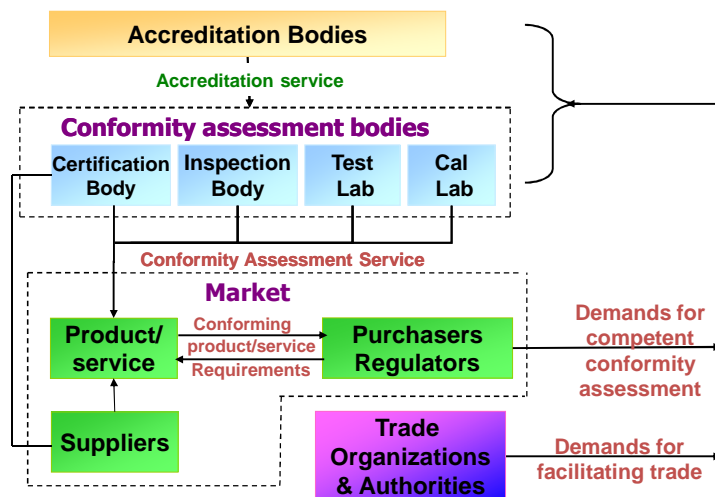 Accreditation Bodies
Accreditation service
Conformity assessment bodies
Certification
Body
Inspection
Body
Test
Lab
Cal
Lab
Conformity Assessment Service
Market
Product/
service
Conforming
product/service
Requirements
Purchasers
Regulators
Demands for
competent
conformity
assessment
Suppliers
Trade
Organizations
& Authorities
Demands for
facilitating trade